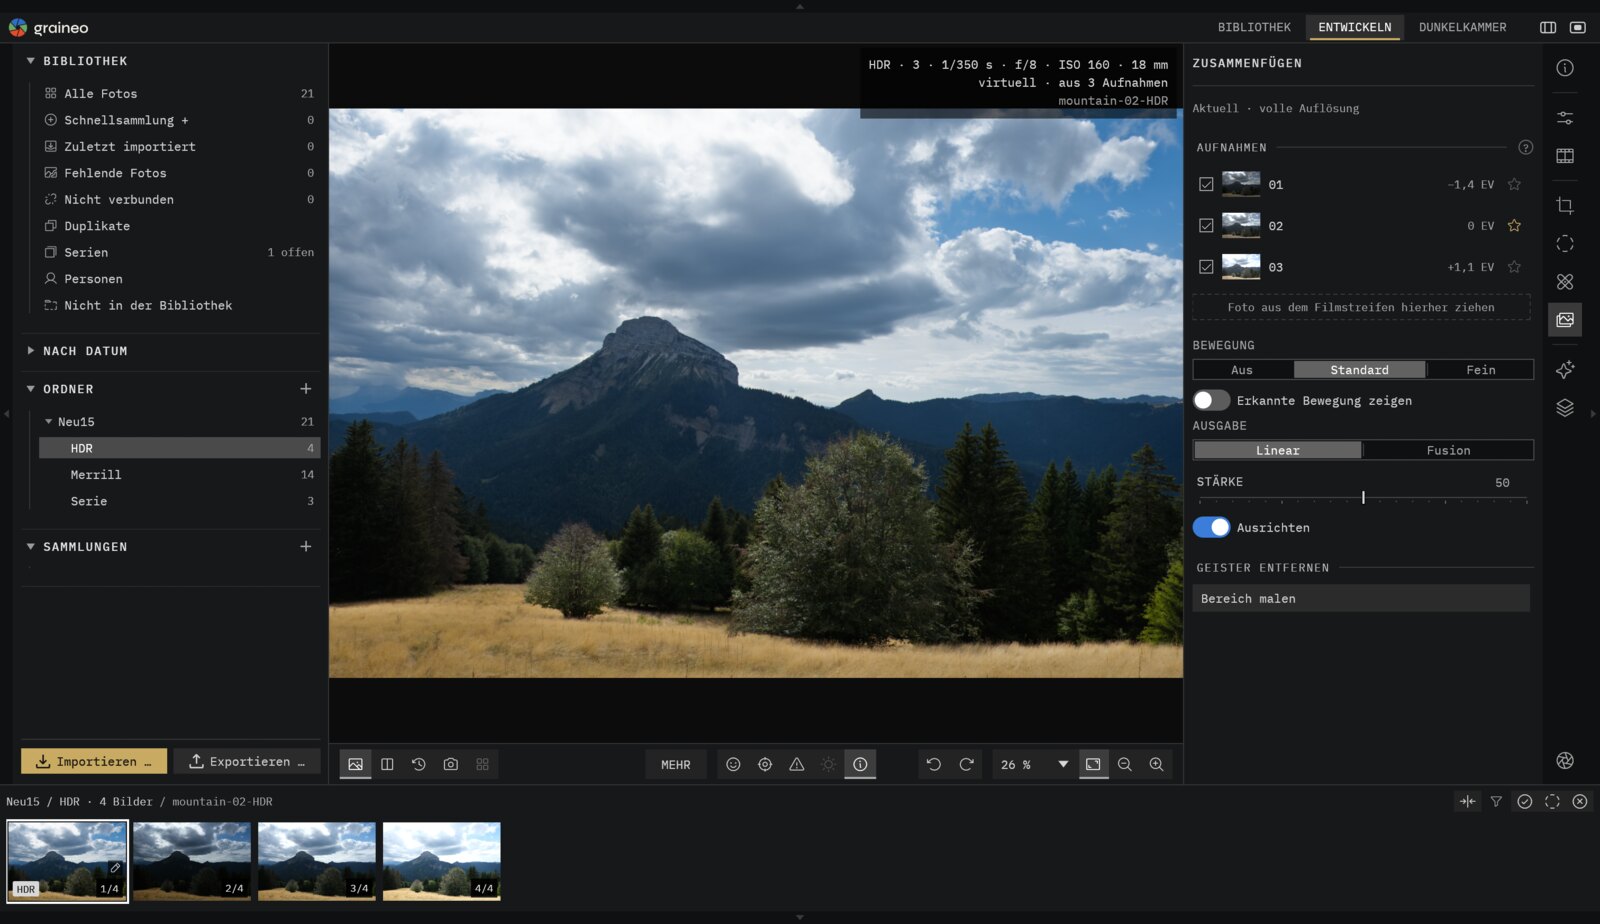 graineo
BIBLIOTHEK
ENTWICKELN
DUNKELKAMMER
BIBLIOTHEK
Alle Fotos 21
Schnellsammlung + 0
Zuletzt importiert 0
Fehlende Fotos 0
Nicht verbunden 0
Duplikate
Serien 1 offen
Personen
Nicht in der Bibliothek
NACH DATUM
ORDNER +
Neu15 21
HDR 4
Merrill 14
Serie 3
SAMMLUNGEN +
Importieren …
Exportieren …
HDR · 3 · 1/350 s · f/8 · ISO 160 · 18 mm
virtuell · aus 3 Aufnahmen
mountain-02-HDR
MEHR
26 %
ZUSAMMENFÜGEN
Aktuell · volle Auflösung
AUFNAHMEN ?
01 −1,4 EV
02 0 EV
03 +1,1 EV
Foto aus dem Filmstreifen hierher ziehen
BEWEGUNG
Aus Standard Fein
Erkannte Bewegung zeigen
AUSGABE
Linear Fusion
STÄRKE 50
Ausrichten
GEISTER ENTFERNEN
Bereich malen
Neu15 / HDR · 4 Bilder / mountain-02-HDR
HDR 1/4
2/4
3/4
4/4